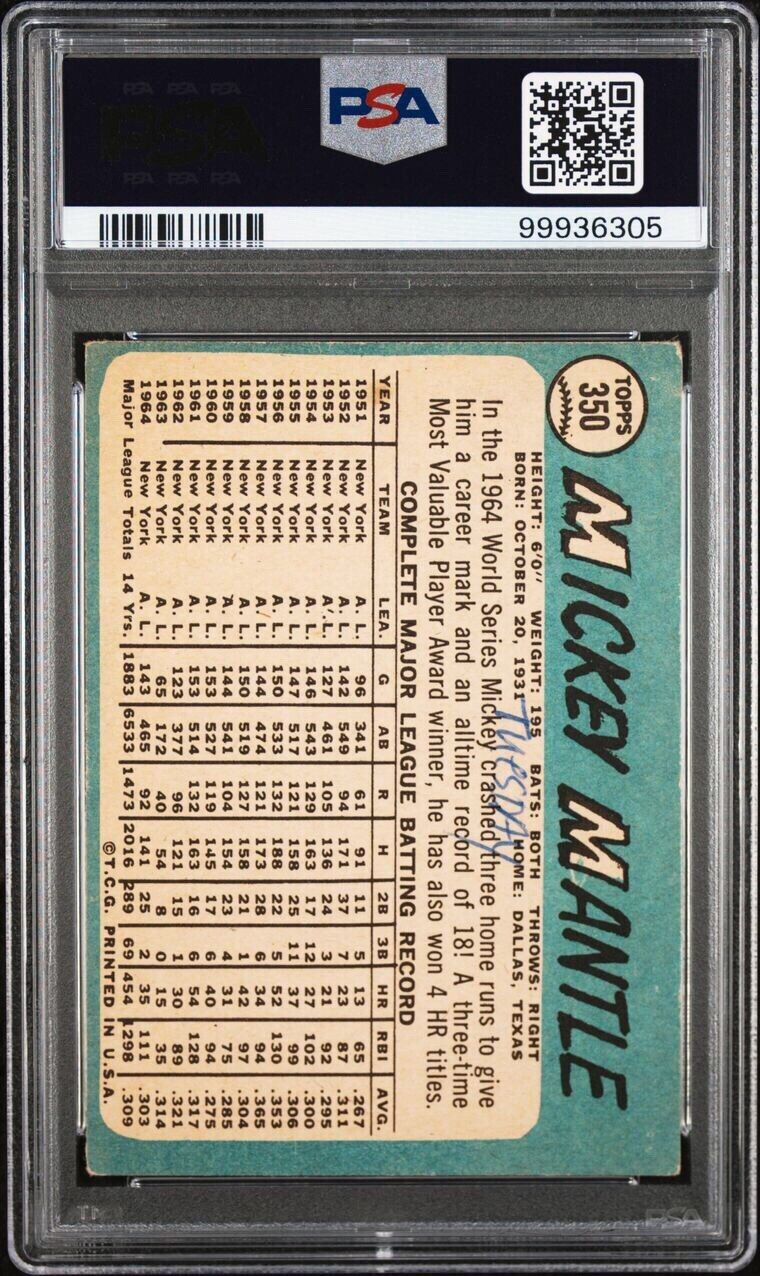 PSA PSA PSA
PSA
PSA PSA PSA
PSA
99936305
TOPPS
350
MICKEY MANTLE
HEIGHT: 6'0" WEIGHT: 195 BATS: BOTH THROWS: RIGHT
BORN: OCTOBER 20, 1931 HOME: DALLAS, TEXAS
TUESDAY
In the 1964 World Series Mickey crashed three home runs to give
him a career mark and an alltime record of 18! A three-time
Most Valuable Player Award winner, he has also won 4 HR titles.
COMPLETE MAJOR LEAGUE BATTING RECORD
YEAR TEAM LEA. G AB R H 2B 3B HR RBI AVG.
1951 New York A. L. 96 341 61 91 11 5 13 65 .267
1952 New York A. L. 142 549 94 171 37 7 23 87 .311
1953 New York A. L. 127 461 105 136 24 3 21 92 .295
1954 New York A. L. 146 543 129 163 17 12 27 102 .300
1955 New York A. L. 147 517 121 158 25 11 37 99 .306
1956 New York A. L. 150 533 132 188 22 5 52 130 .353
1957 New York A. L. 144 474 121 173 28 6 34 94 .365
1958 New York A. L. 150 519 127 158 21 1 42 97 .304
1959 New York A. L. 144 541 104 154 23 4 31 75 .285
1960 New York A. L. 153 527 119 145 17 6 40 94 .275
1961 New York A. L. 153 514 132 163 16 6 54 128 .317
1962 New York A. L. 123 377 96 121 15 1 30 89 .321
1963 New York A. L. 65 172 40 54 8 0 15 35 .314
1964 New York A. L. 143 465 92 141 25 2 35 111 .303
Major League Totals 14 Yrs. 1883 6533 1473 2016 289 69 454 1298 .309
©T.C.G. PRINTED IN U.S.A.
PSA